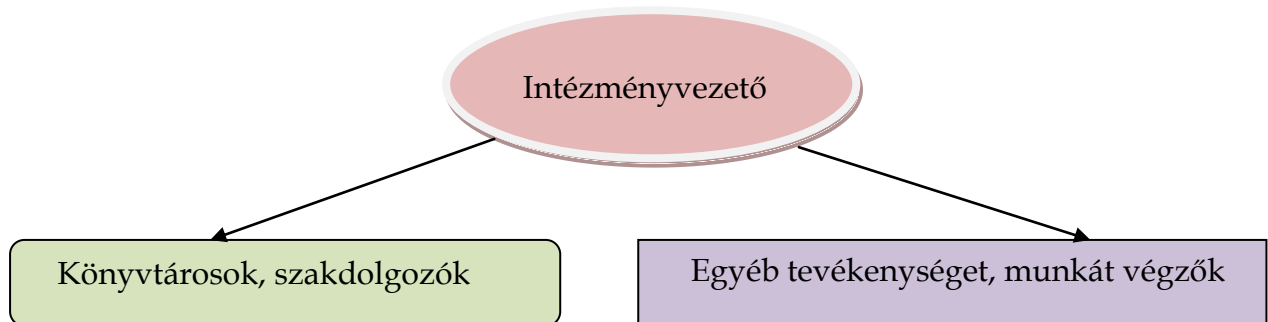 Intézményvezető
Könyvtárosok, szakdolgozók
Egyéb tevékenységet, munkát végzők